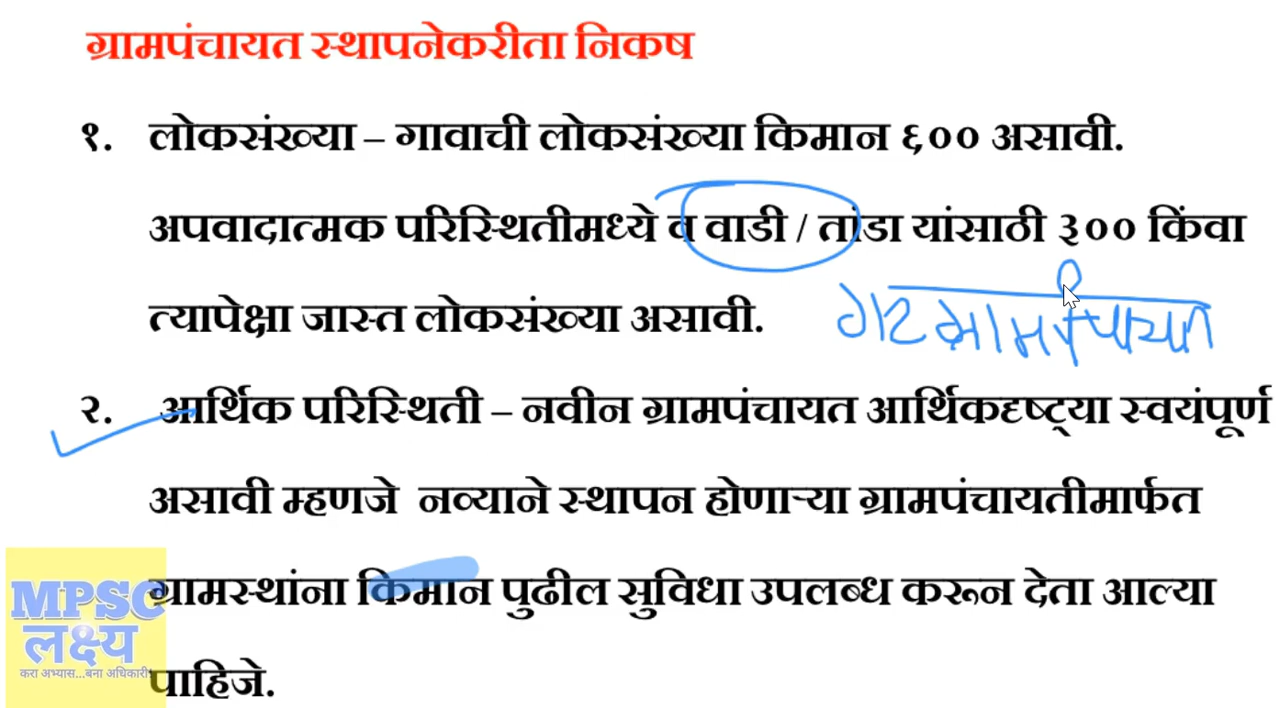 ग्रामपंचायत स्थापनेकरीता निकष
१. लोकसंख्या – गावाची लोकसंख्या किमान ६०० असावी.
अपवादात्मक परिस्थितीमध्ये व वाडी / तांडा यांसाठी ३०० किंवा
त्यापेक्षा जास्त लोकसंख्या असावी.
गटग्रामपंचायत
२. आर्थिक परिस्थिती – नवीन ग्रामपंचायत आर्थिकदृष्ट्या स्वयंपूर्ण
असावी म्हणजे नव्याने स्थापन होणाऱ्या ग्रामपंचायतीमार्फत
ग्रामस्थांना किमान पुढील सुविधा उपलब्ध करून देता आल्या
पाहिजे.
MPSC
लक्ष्य
करा अभ्यास...बना अधिकारी